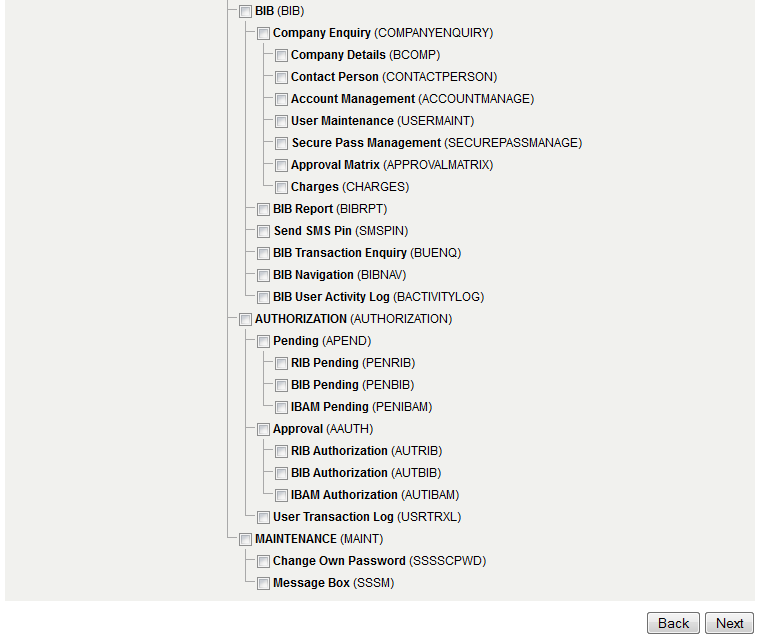 BIB (BIB)
Company Enquiry (COMPANYENQUIRY)
Company Details (BCOMP)
Contact Person (CONTACTPERSON)
Account Management (ACCOUNTMANAGE)
User Maintenance (USERMAINT)
Secure Pass Management (SECUREPASSMANAGE)
Approval Matrix (APPROVALMATRIX)
Charges (CHARGES)
BIB Report (BIBRPT)
Send SMS Pin (SMSPIN)
BIB Transaction Enquiry (BUENQ)
BIB Navigation (BIBNAV)
BIB User Activity Log (BACTIVITYLOG)
AUTHORIZATION (AUTHORIZATION)
Pending (APEND)
RIB Pending (PENRIB)
BIB Pending (PENBIB)
IBAM Pending (PENIBAM)
Approval (AAUTH)
RIB Authorization (AUTRIB)
BIB Authorization (AUTBIB)
IBAM Authorization (AUTIBAM)
User Transaction Log (USRTRXL)
MAINTENANCE (MAINT)
Change Own Password (SSSSCPWD)
Message Box (SSSM)
Back Next